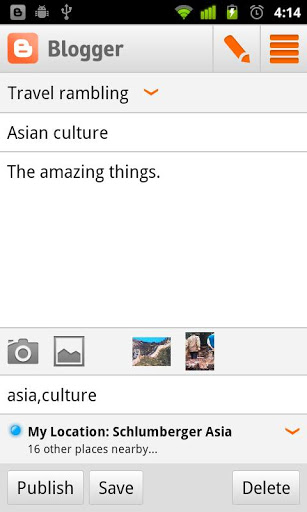 4:14
Blogger
Travel rambling
Asian culture
The amazing things.
asia,culture
My Location: Schlumberger Asia
16 other places nearby...
Publish Save Delete